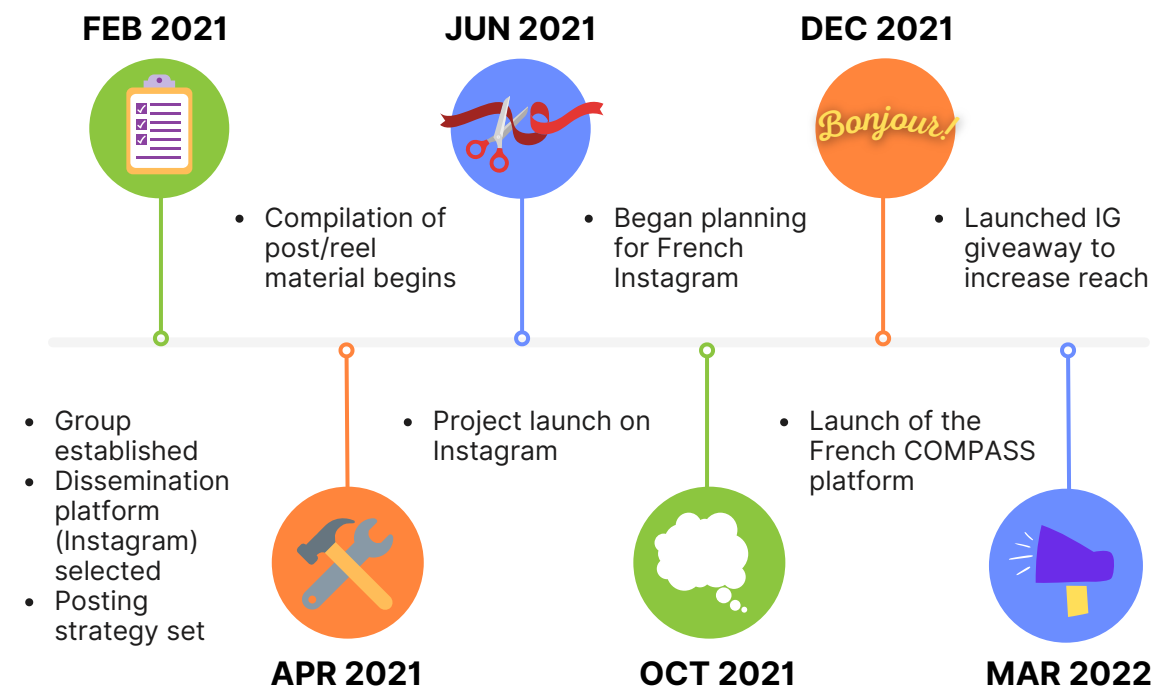 FEB 2021
JUN 2021
DEC 2021
Bonjour!
• Compilation of
post/reel
material begins
• Began planning
for French
Instagram
• Launched IG
giveaway to
increase reach
• Group
established
• Dissemination
platform
(Instagram)
selected
• Posting
strategy set
• Project launch on
Instagram
• Launch of the
French COMPASS
platform
APR 2021
OCT 2021
MAR 2022